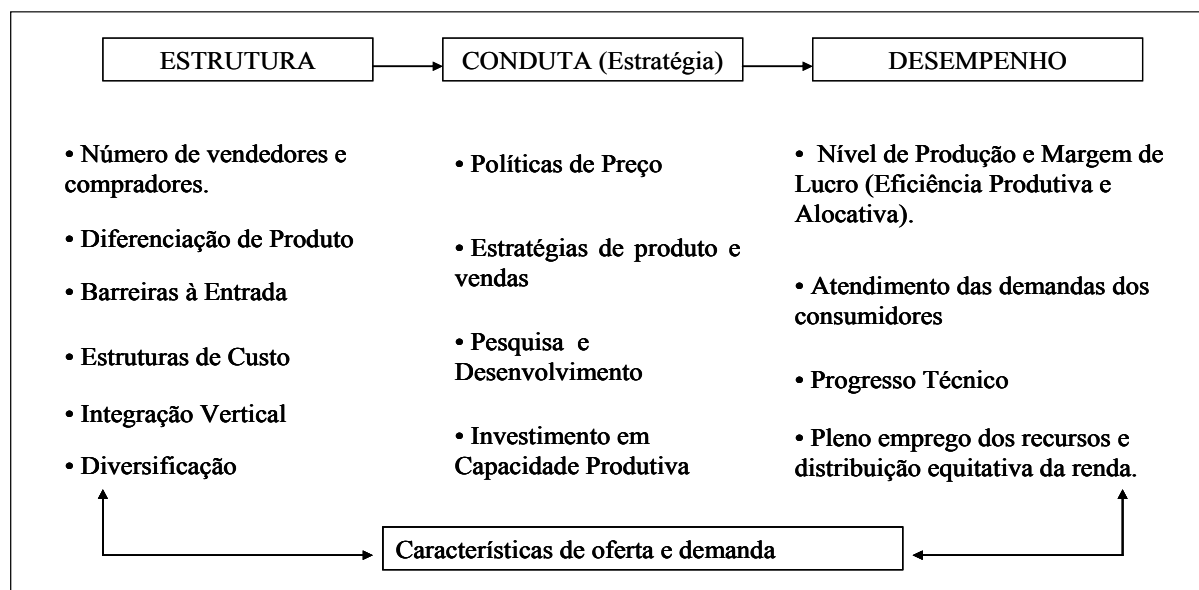 ESTRUTURA
CONDUTA (Estratégia)
DESEMPENHO
• Número de vendedores e
compradores.
• Diferenciação de Produto
• Barreiras à Entrada
• Estruturas de Custo
• Integração Vertical
• Diversificação
• Políticas de Preço
• Estratégias de produto e
vendas
• Pesquisa e
Desenvolvimento
• Investimento em
Capacidade Produtiva
• Nível de Produção e Margem de
Lucro (Eficiência Produtiva e
Alocativa).
• Atendimento das demandas dos
consumidores
• Progresso Técnico
• Pleno emprego dos recursos e
distribuição equitativa da renda.
Características de oferta e demanda